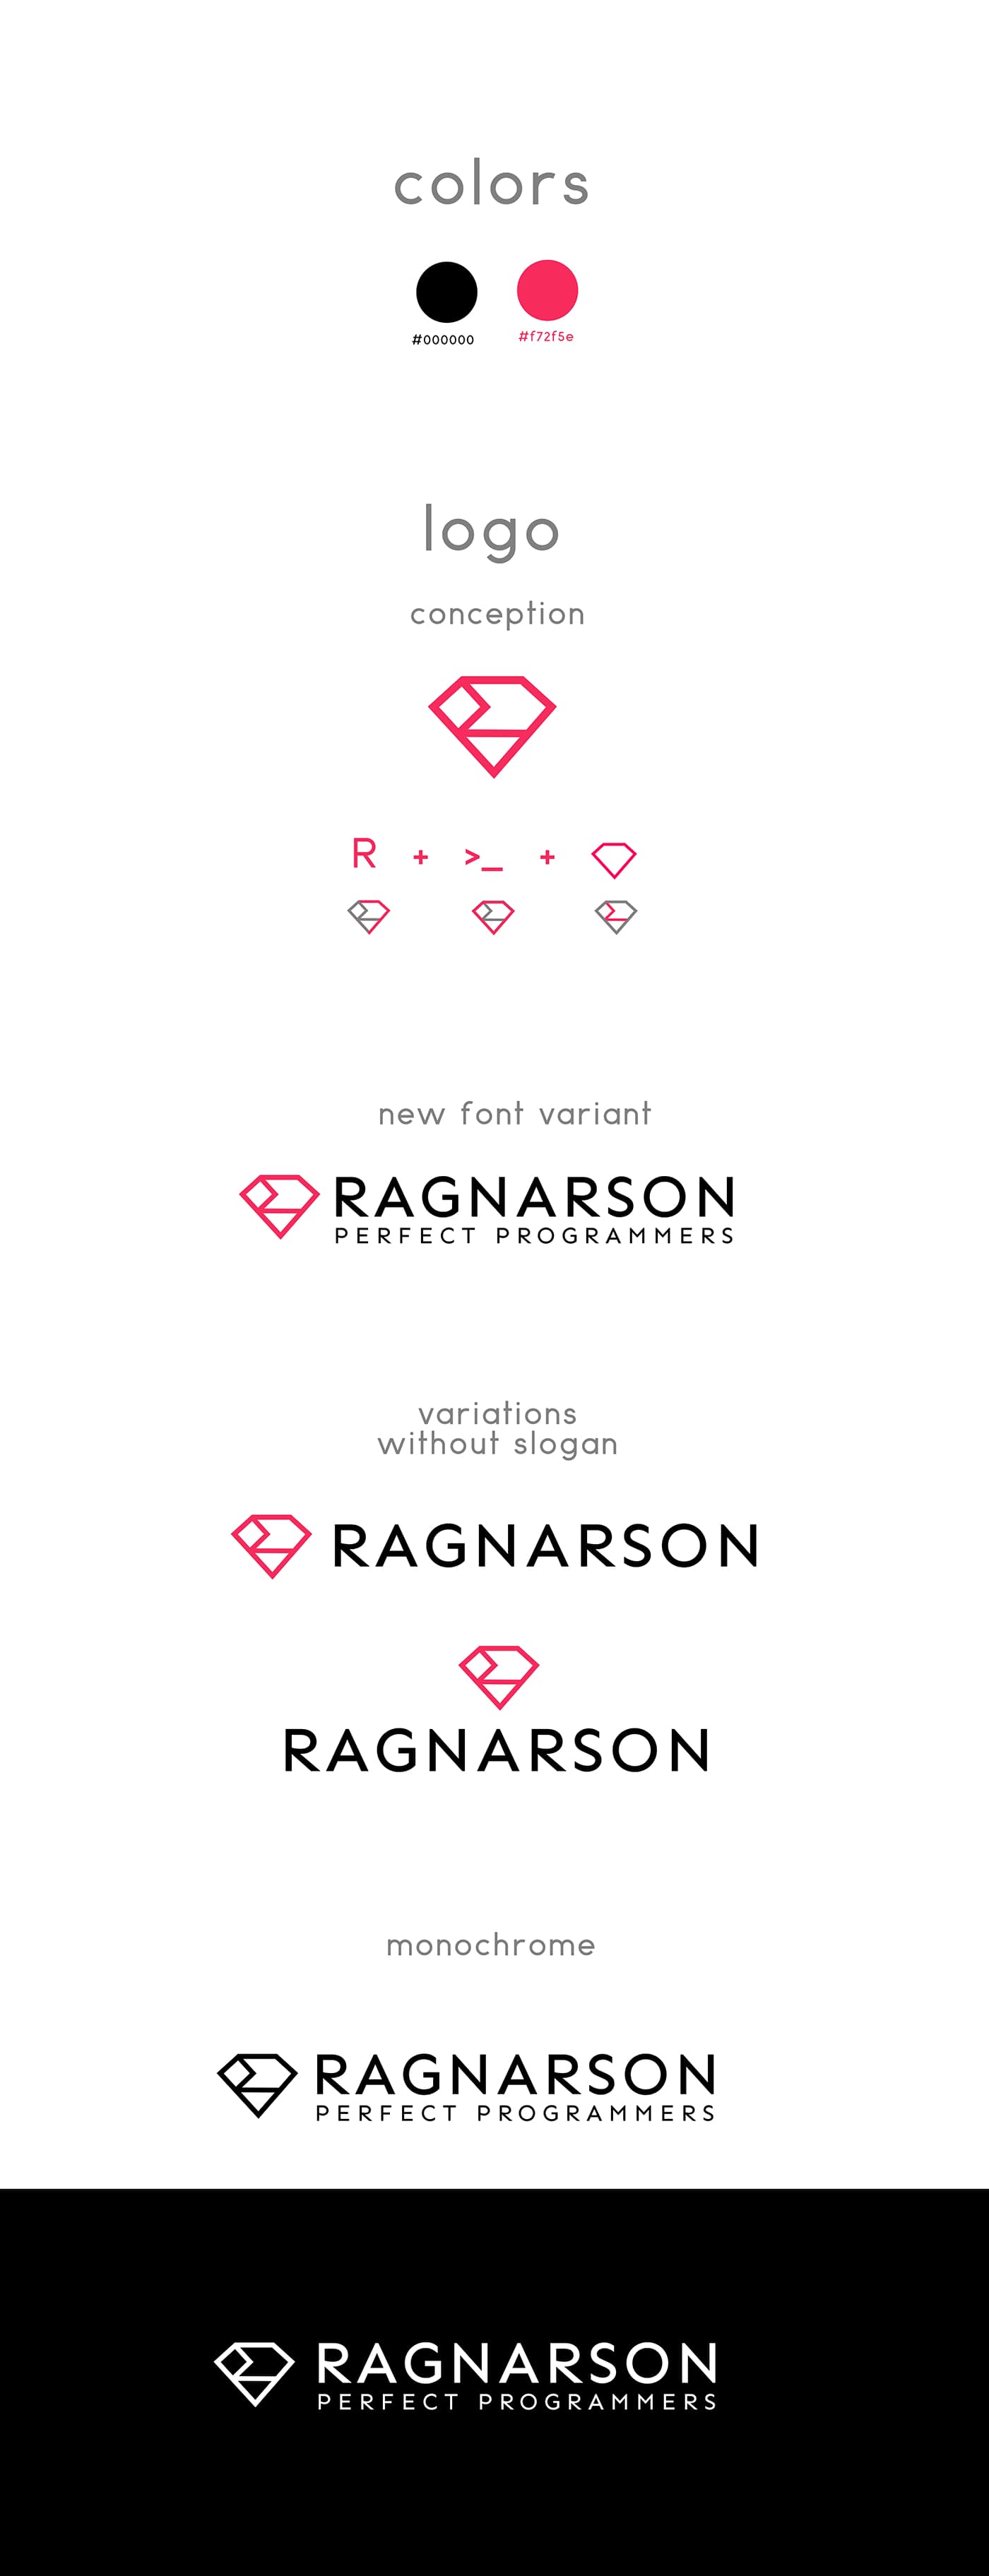 colors
#000000 #f72f5e
logo
conception
R + >_ +
new font variant
RAGNARSON
PERFECT PROGRAMMERS
variations
without slogan
RAGNARSON
RAGNARSON
monochrome
RAGNARSON
PERFECT PROGRAMMERS
RAGNARSON
PERFECT PROGRAMMERS